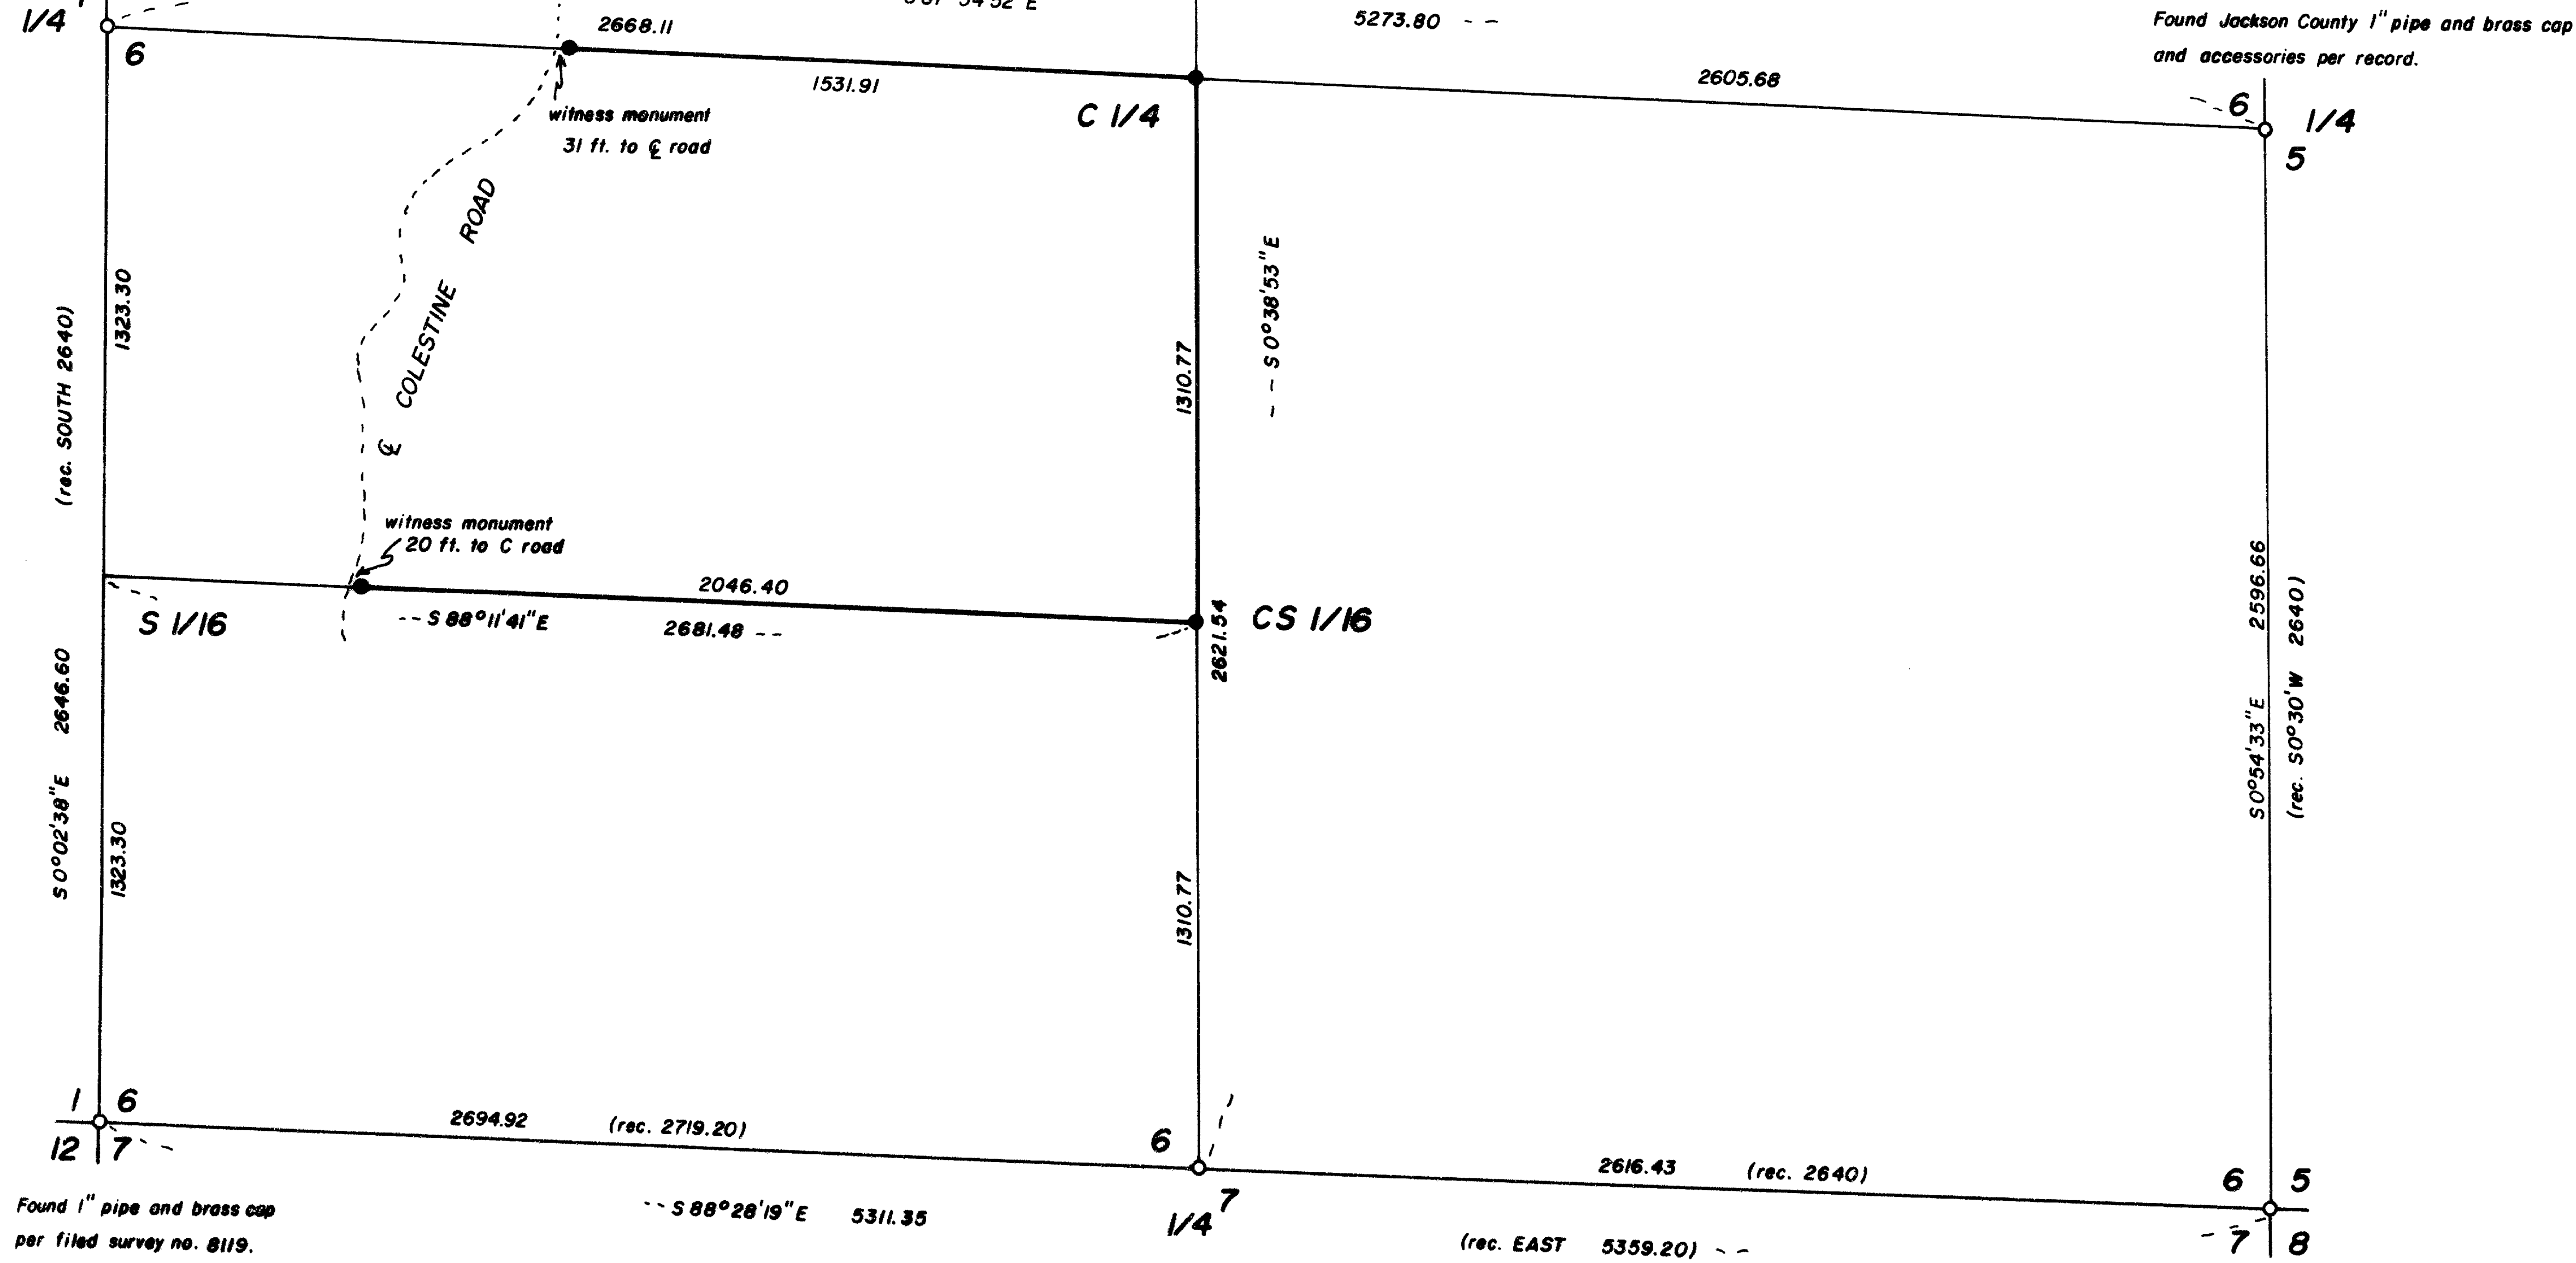 1/4
6
2668.11
5273.80 - -
Found Jackson County 1" pipe and brass cap
and accessories per record.
1531.91
2605.68
C 1/4
6
1/4
5
witness monument
31 ft. to ℄ road
℄ COLESTINE ROAD
1323.30
(rec. SOUTH 2640)
1310.77
-- S 0°38'53" E
witness monument
20 ft. to C road
2046.40
S 1/16
-- S 88°11'41" E
2681.48 --
CS 1/16
2621.54
S 0°02'38" E 2646.60
1323.30
1310.77
S 0°54'33" E 2596.66
(rec. S 0°30' W 2640)
1
6
12
7
2694.92 (rec. 2719.20)
6
7
1/4
2616.43 (rec. 2640)
6
5
7
8
Found 1" pipe and brass cap
per filed survey no. 8119.
-- S 88°28'19" E 5311.35
(rec. EAST 5359.20) --